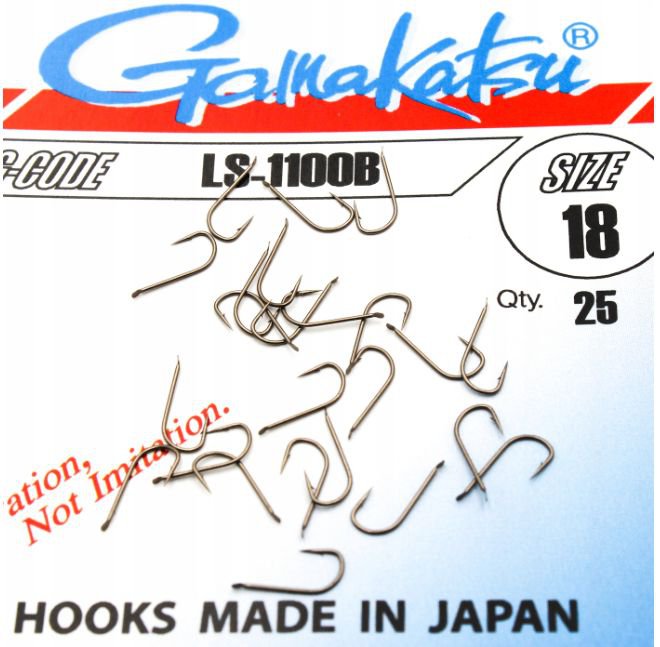 Gamakatsu®
-CODE LS-1100B SIZE
18
Qty. 25
ation,
Not Imitation.
HOOKS MADE IN JAPAN